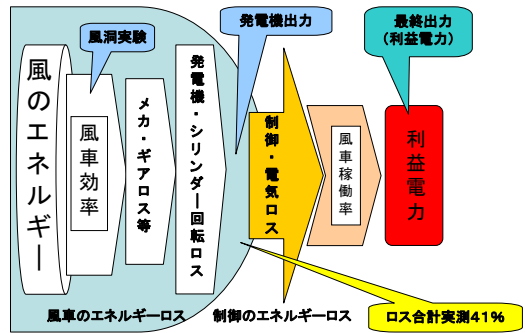 風洞実験
発電機出力
最終出力
（利益電力）
風のエネルギー
風車効率
メカ・ギアロス等
発電機・シリンダー回転ロス
制御・電気ロス
風車稼働率
利益電力
風車のエネルギーロス
制御のエネルギーロス
ロス合計実測41%